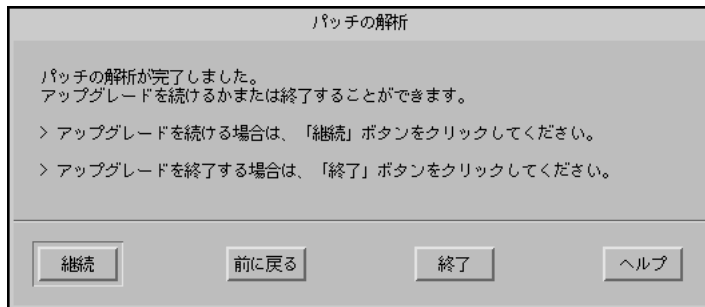 パッチの解析
パッチの解析が完了しました。
アップグレードを続けるかまたは終了することができます。
> アップグレードを続ける場合は、「継続」ボタンをクリックしてください。
> アップグレードを終了する場合は、「終了」ボタンをクリックしてください。
継続 前に戻る 終了 ヘルプ